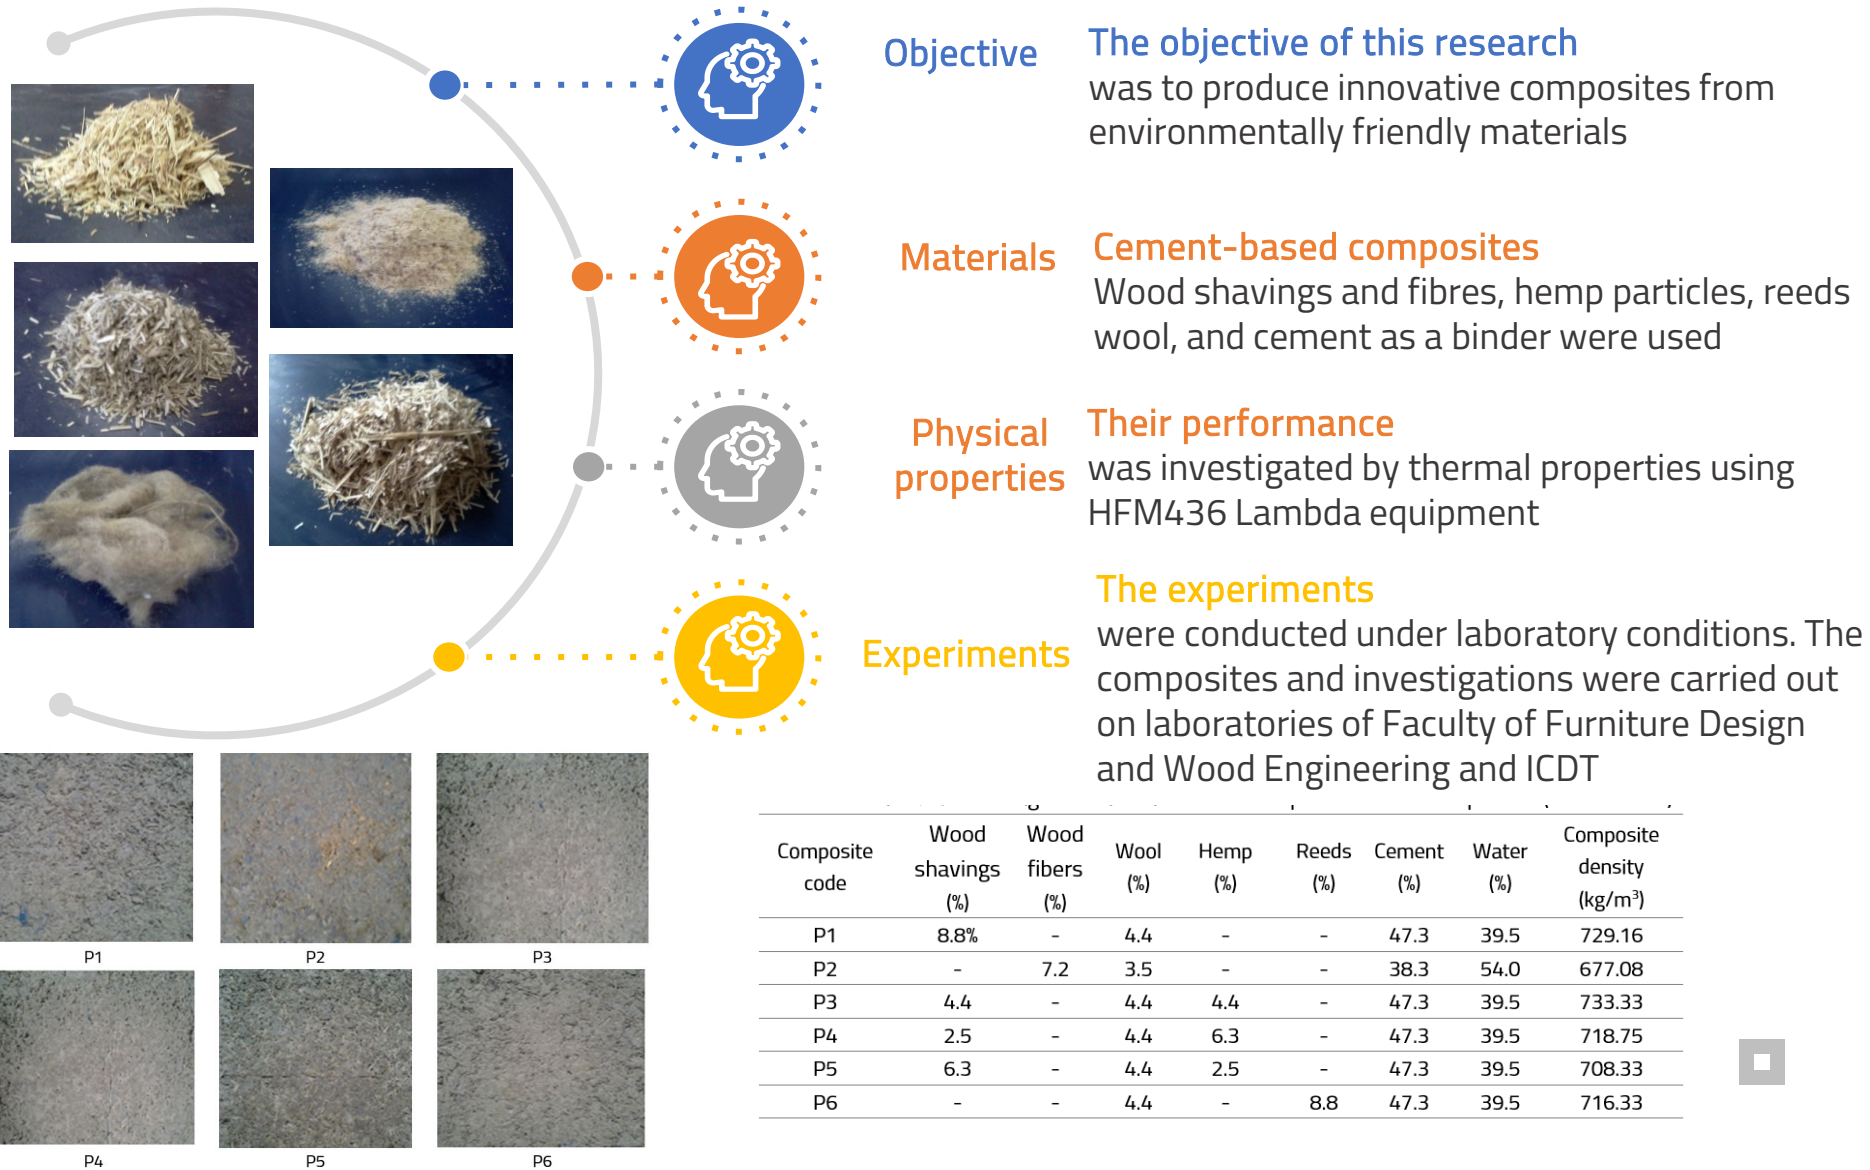 Objective
The objective of this research
was to produce innovative composites from
environmentally friendly materials
Materials
Cement-based composites
Wood shavings and fibres, hemp particles, reeds
wool, and cement as a binder were used
Physical
properties
Their performance
was investigated by thermal properties using
HFM436 Lambda equipment
Experiments
The experiments
were conducted under laboratory conditions. The
composites and investigations were carried out
on laboratories of Faculty of Furniture Design
and Wood Engineering and ICDT
P1 P2 P3
P4 P5 P6
Composite code Wood shavings (%) Wood fibers (%) Wool (%) Hemp (%) Reeds (%) Cement (%) Water (%) Composite density (kg/m³)
P1 8.8% - 4.4 - - 47.3 39.5 729.16
P2 - 7.2 3.5 - - 38.3 54.0 677.08
P3 4.4 - 4.4 4.4 - 47.3 39.5 733.33
P4 2.5 - 4.4 6.3 - 47.3 39.5 718.75
P5 6.3 - 4.4 2.5 - 47.3 39.5 708.33
P6 - - 4.4 - 8.8 47.3 39.5 716.33